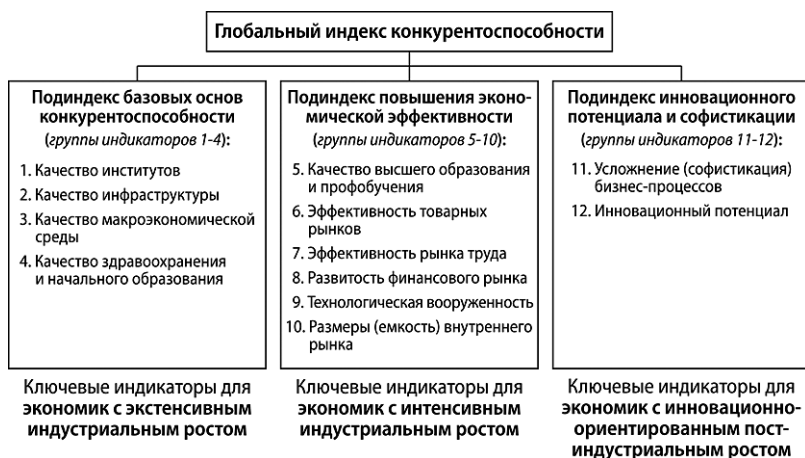 Глобальный индекс конкурентоспособности
Подиндекс базовых основ
конкурентоспособности
(группы индикаторов 1-4):
1. Качество институтов
2. Качество инфраструктуры
3. Качество макроэкономической
среды
4. Качество здравоохранения
и начального образования
Ключевые индикаторы для
экономик с экстенсивным
индустриальным ростом
Подиндекс повышения эконо-
мической эффективности
(группы индикаторов 5-10):
5. Качество высшего образования
и профобучения
6. Эффективность товарных
рынков
7. Эффективность рынка труда
8. Развитость финансового рынка
9. Технологическая вооруженность
10. Размеры (емкость) внутреннего
рынка
Ключевые индикаторы для
экономик с интенсивным
индустриальным ростом
Подиндекс инновационного
потенциала и софистикации
(группы индикаторов 11-12):
11. Усложнение (софистикация)
бизнес-процессов
12. Инновационный потенциал
Ключевые индикаторы для
экономик с инновационно-
ориентированным пост-
индустриальным ростом